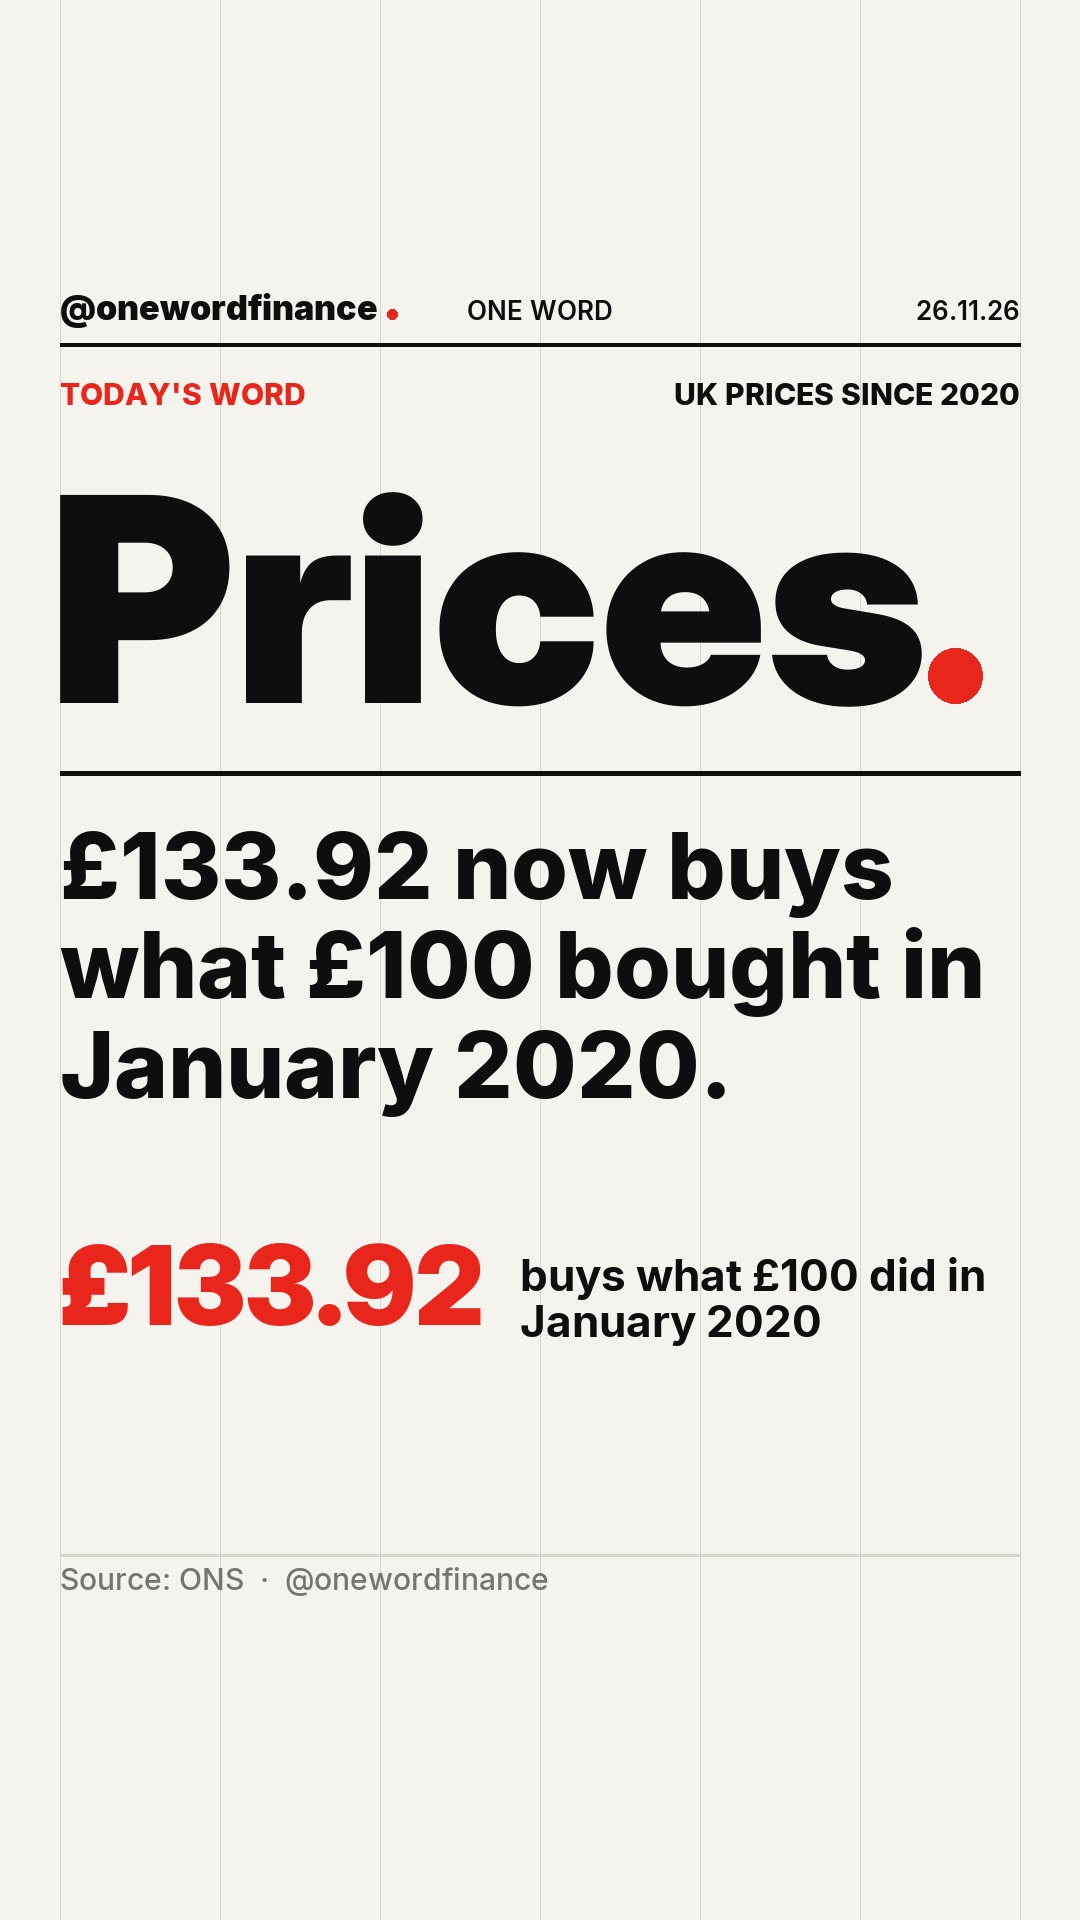 @onewordfinance ONE WORD 26.11.26
TODAY'S WORD UK PRICES SINCE 2020
Prices.
£133.92 now buys
what £100 bought in
January 2020.
£133.92 buys what £100 did in
January 2020
Source: ONS · @onewordfinance